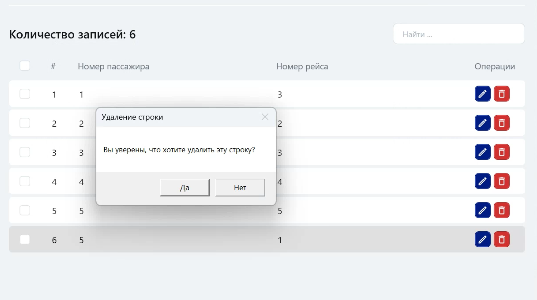 Количество записей: 6
Найти ...
# Номер пассажира Номер рейса Операции
1 1 3
2 2 2
3 3 3
4 4 4
5 5 5
6 5 1
Удаление строки
Вы уверены, что хотите удалить эту строку?
Да Нет